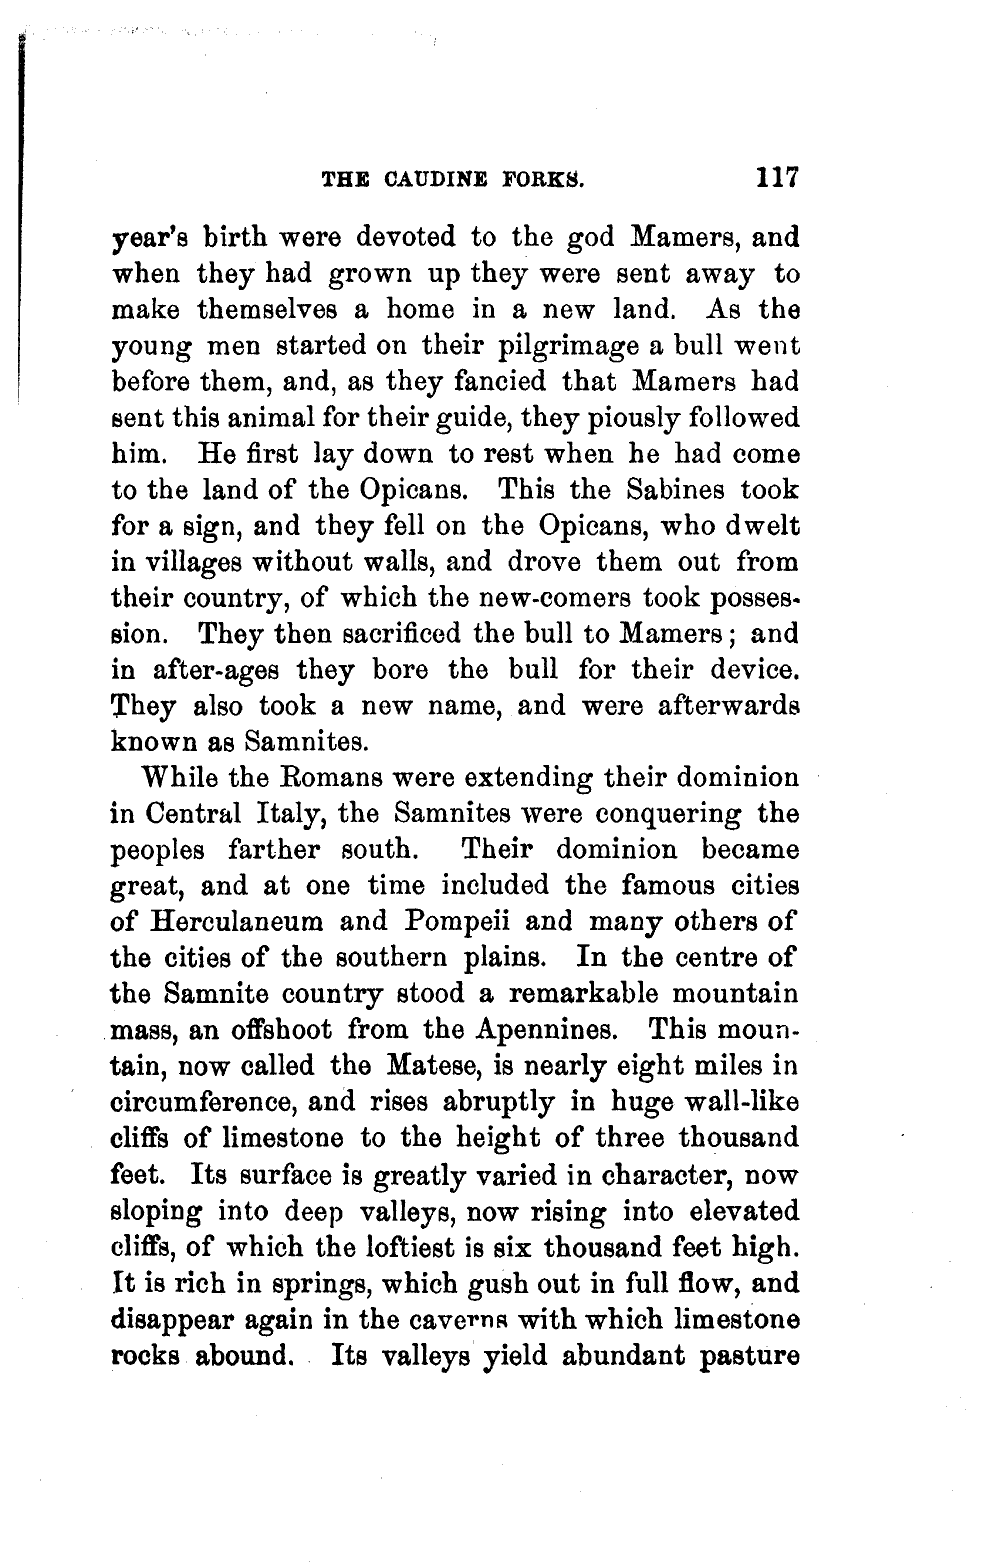 THE CAUDINE FORKS. 117
year's birth were devoted to the god Mamers, and
when they had grown up they were sent away to
make themselves a home in a new land. As the
young men started on their pilgrimage a bull went
before them, and, as they fancied that Mamers had
sent this animal for their guide, they piously followed
him. He first lay down to rest when he had come
to the land of the Opicans. This the Sabines took
for a sign, and they fell on the Opicans, who dwelt
in villages without walls, and drove them out from
their country, of which the new-comers took posses-
sion. They then sacrificed the bull to Mamers; and
in after-ages they bore the bull for their device.
They also took a new name, and were afterwards
known as Samnites.
While the Romans were extending their dominion
in Central Italy, the Samnites were conquering the
peoples farther south. Their dominion became
great, and at one time included the famous cities
of Herculaneum and Pompeii and many others of
the cities of the southern plains. In the centre of
the Samnite country stood a remarkable mountain
mass, an offshoot from the Apennines. This moun-
tain, now called the Matese, is nearly eight miles in
circumference, and rises abruptly in huge wall-like
cliffs of limestone to the height of three thousand
feet. Its surface is greatly varied in character, now
sloping into deep valleys, now rising into elevated
cliffs, of which the loftiest is six thousand feet high.
It is rich in springs, which gush out in full flow, and
disappear again in the caverns with which limestone
rocks abound. Its valleys yield abundant pasture